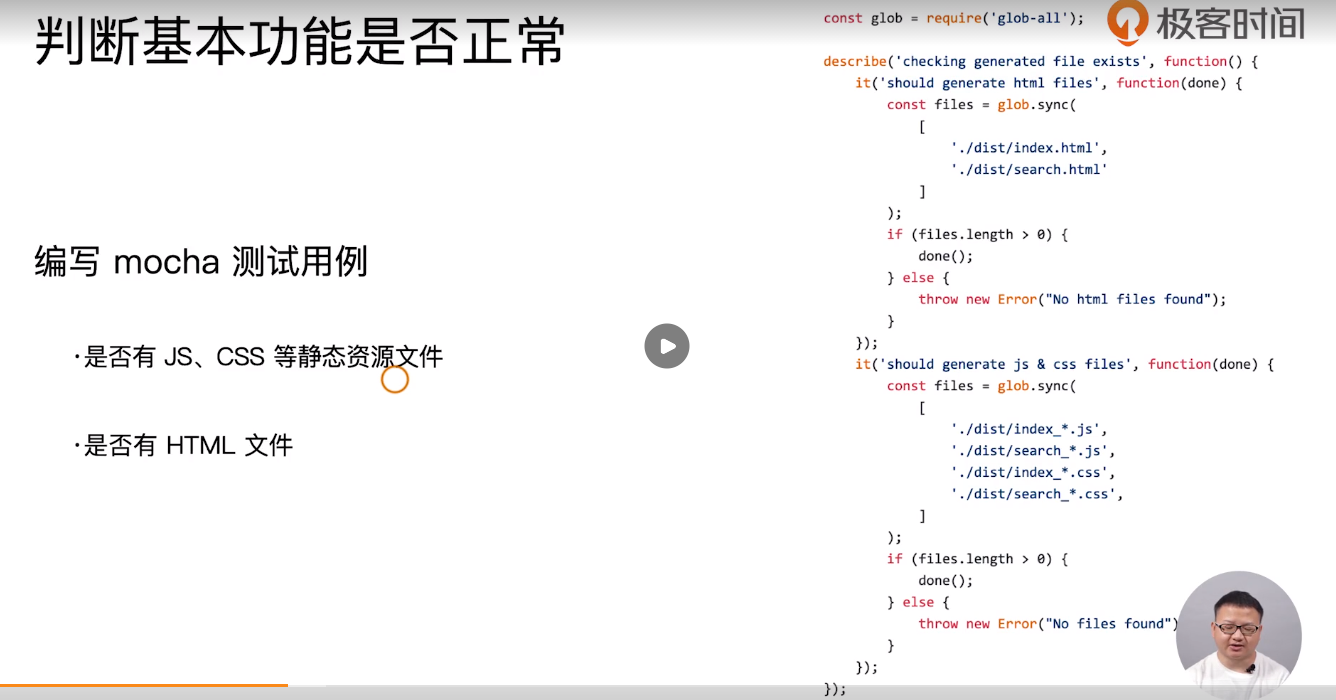 判断基本功能是否正常
编写 mocha 测试用例
·是否有 JS、CSS 等静态资源文件
·是否有 HTML 文件
极客时间
const glob = require('glob-all');
describe('checking generated file exists', function() {
    it('should generate html files', function(done) {
        const files = glob.sync(
            [
                './dist/index.html',
                './dist/search.html'
            ]
        );
        if (files.length > 0) {
            done();
        } else {
            throw new Error("No html files found");
        }
    });
    it('should generate js & css files', function(done) {
        const files = glob.sync(
            [
                './dist/index_*.js',
                './dist/search_*.js',
                './dist/index_*.css',
                './dist/search_*.css',
            ]
        );
        if (files.length > 0) {
            done();
        } else {
            throw new Error("No files found")
        }
    });
});